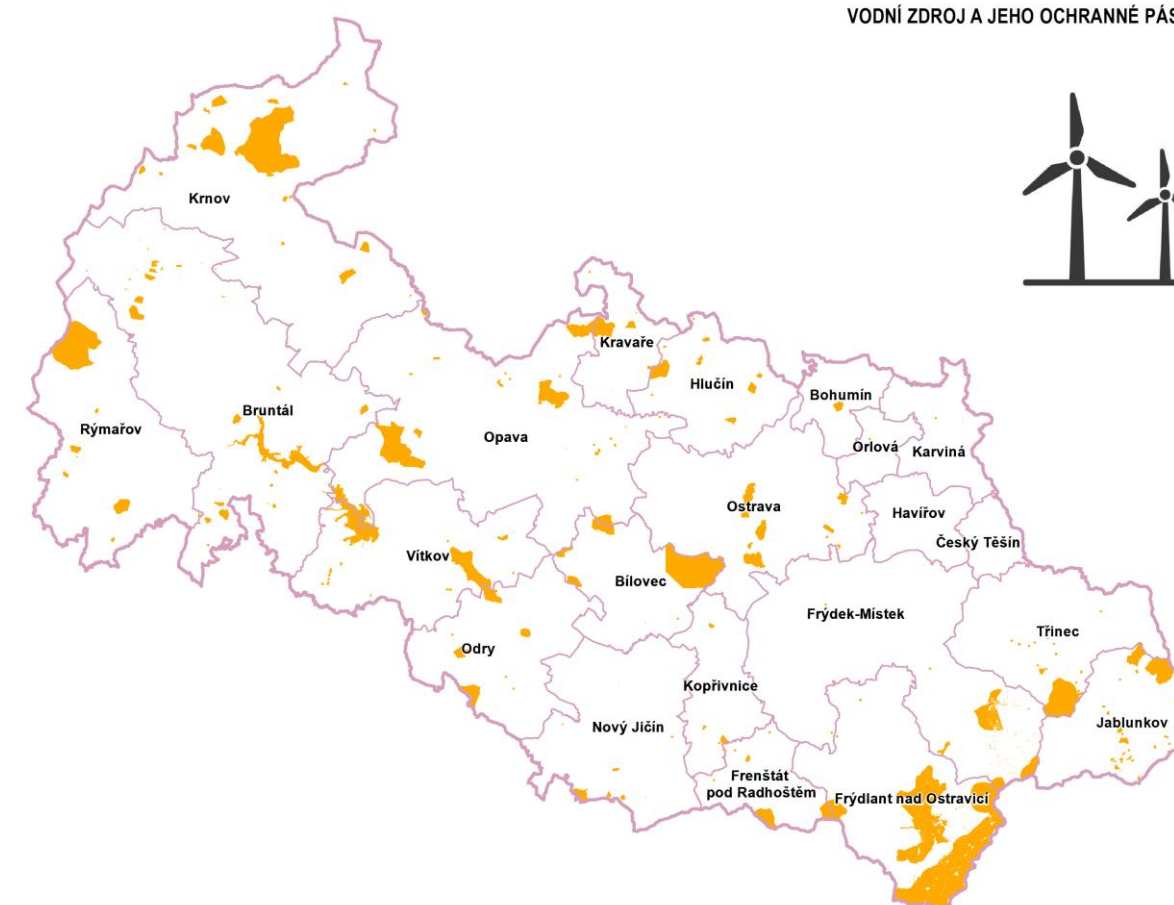 VODNÍ ZDROJ A JEHO OCHRANNÉ
Krnov
Kravaře
Hlučín
Bohumín
Rýmařov
Bruntál
Opava
Orlová
Karviná
Ostrava
Havířov
Český Těšín
Vítkov
Bílovec
Frýdek-Místek
Třinec
Odry
Kopřivnice
Nový Jičín
Jablunkov
Frenštát
pod Radhoštěm
Frýdlant nad Ostravicí